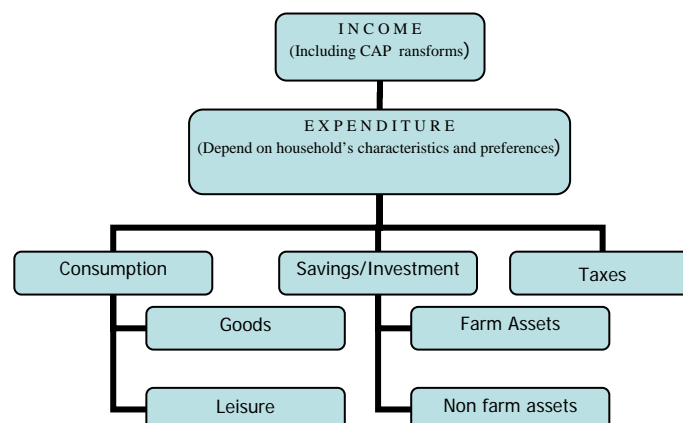 I N C O M E
(Including CAP ransforms)
E X P E N D I T U R E
(Depend on household's characteristics and preferences)
Consumption
Savings/Investment
Taxes
Goods
Farm Assets
Leisure
Non farm assets